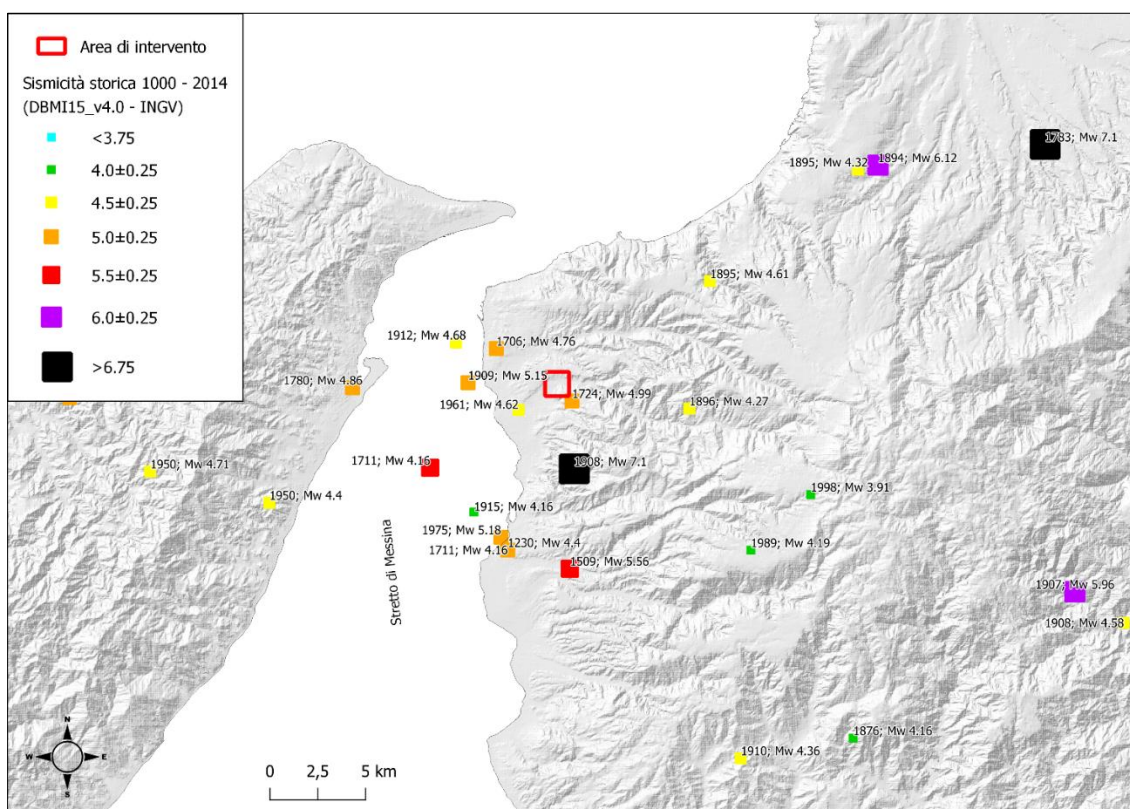 Area di intervento
Sismicità storica 1000 - 2014
(DBMI15_v4.0 - INGV)
<3.75
4.0±0.25
4.5±0.25
5.0±0.25
5.5±0.25
6.0±0.25
>6.75
1783; Mw 7.1
1895; Mw 4.32
1894; Mw 6.12
1895; Mw 4.61
1912; Mw 4.68
1706; Mw 4.76
1780; Mw 4.86
1909; Mw 5.15
1724; Mw 4.99
1961; Mw 4.62
1896; Mw 4.27
1950; Mw 4.71
1711; Mw 4.16
1908; Mw 7.1
1950; Mw 4.4
1998; Mw 3.91
1915; Mw 4.16
1975; Mw 5.18
1230; Mw 4.4
1711; Mw 4.16
1989; Mw 4.19
1509; Mw 5.56
Stretto di Messina
1907; Mw 5.96
1908; Mw 4.58
1876; Mw 4.16
1910; Mw 4.36
N
W
E
S
0 2,5 5 km